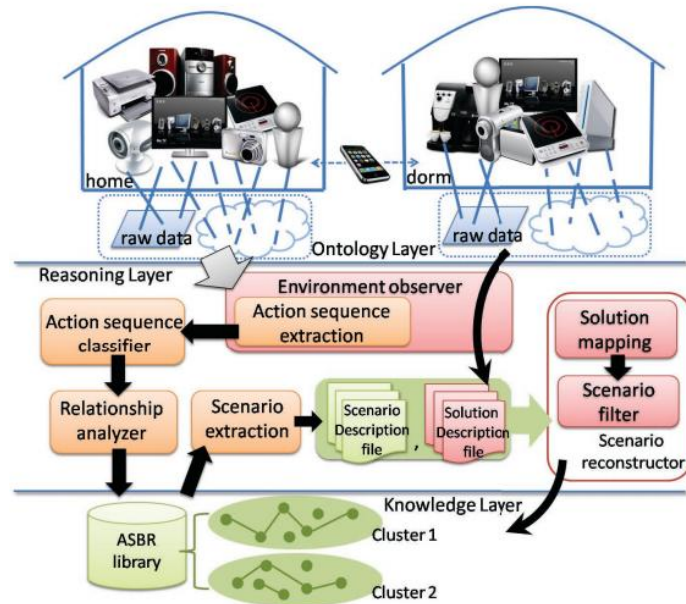 home
dorm
raw data
raw data
Ontology Layer
Reasoning Layer
Environment observer
Action sequence
extraction
Action sequence
classifier
Solution
mapping
Relationship
analyzer
Scenario
extraction
Scenario
Description
file
,
Solution
Description
file
Scenario
filter
Scenario
reconstructor
Knowledge Layer
ASBR
library
Cluster 1
Cluster 2